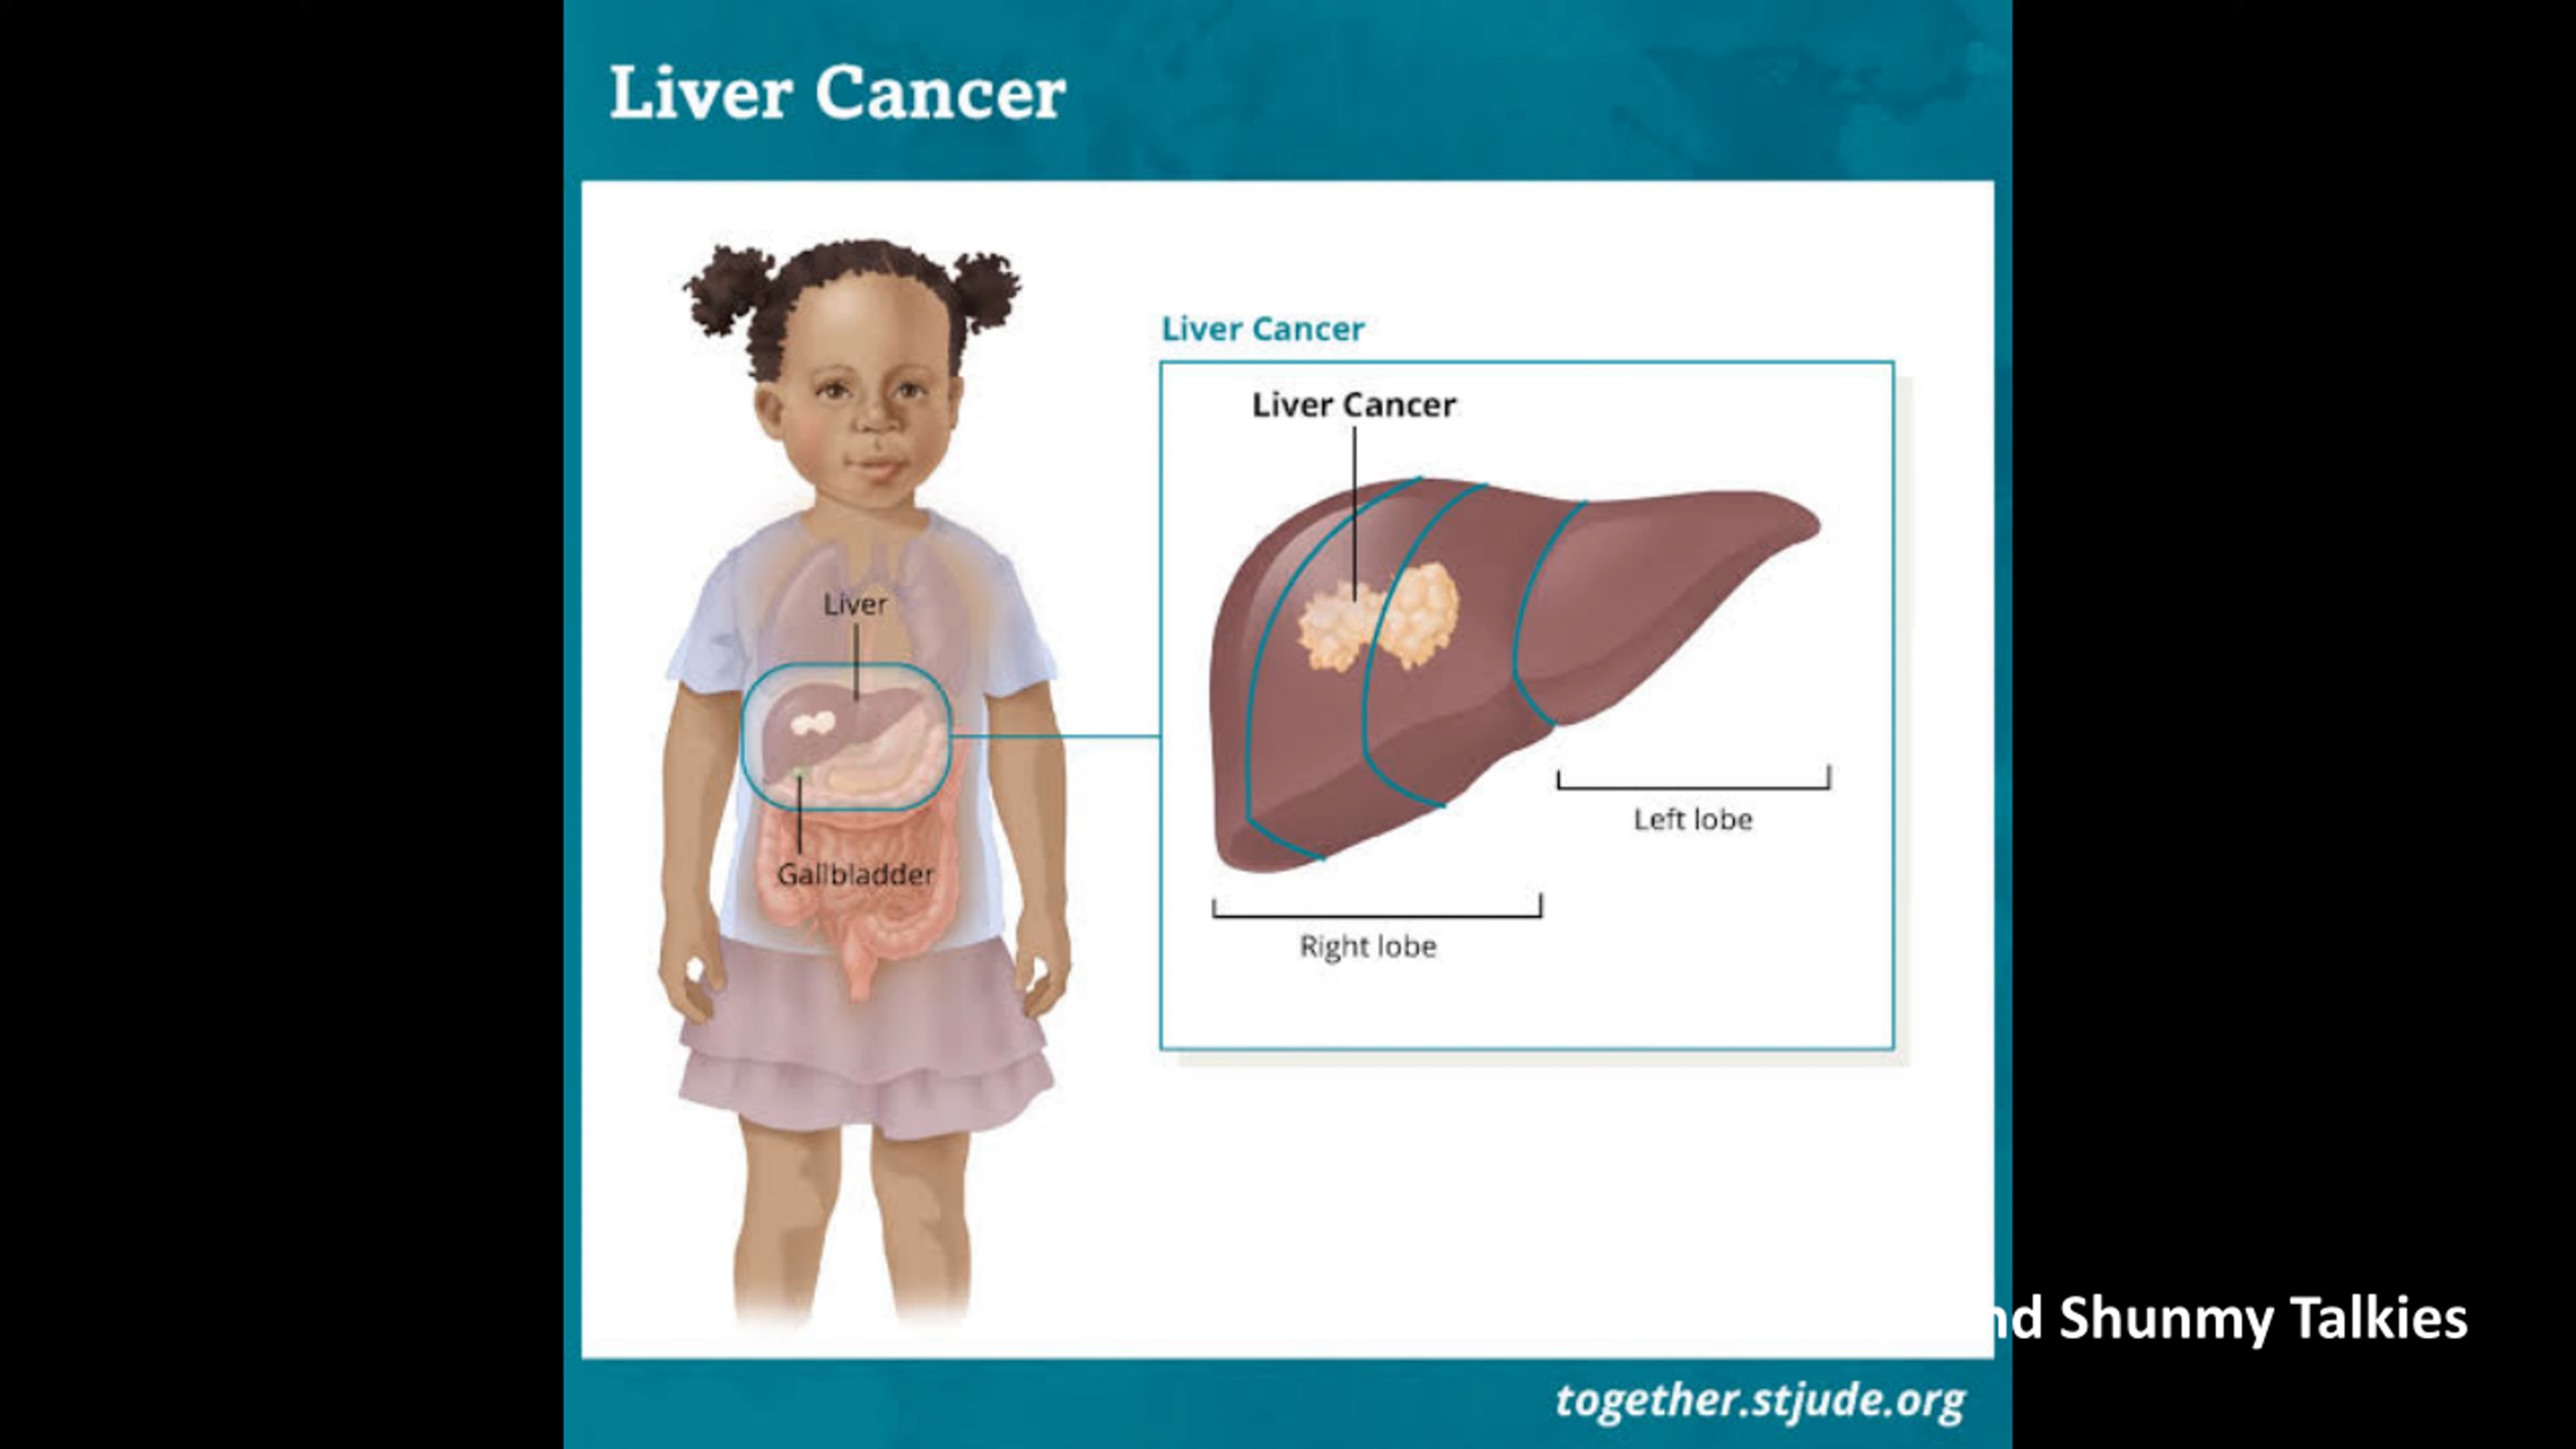 Liver Cancer
Liver Cancer
Liver Cancer
Liver
Gallbladder
Left lobe
Right lobe
Shunmy Talkies
together.stjude.org